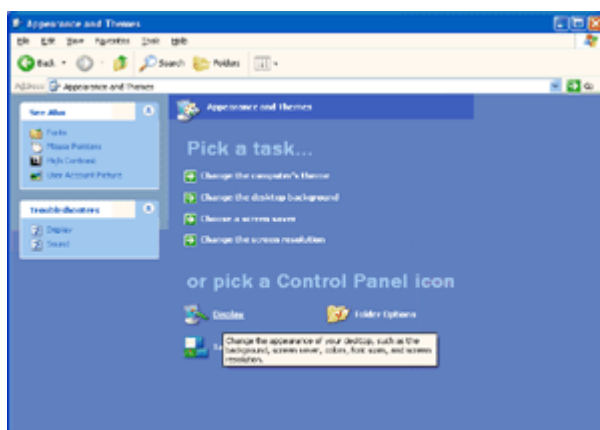 Appearance and Themes
File Edit View Favorites Tools Help
Back Search Folders
Address Appearance and Themes Go
See Also
Fonts
Mouse Pointers
High Contrast
User Account Picture
Troubleshooters
Display
Sound
Appearance and Themes
Pick a task...
Change the computer's theme
Change the desktop background
Choose a screen saver
Change the screen resolution
or pick a Control Panel icon
Display Folder Options
Change the appearance of your desktop, such as the
background, screen saver, colors, font sizes, and screen
resolution.